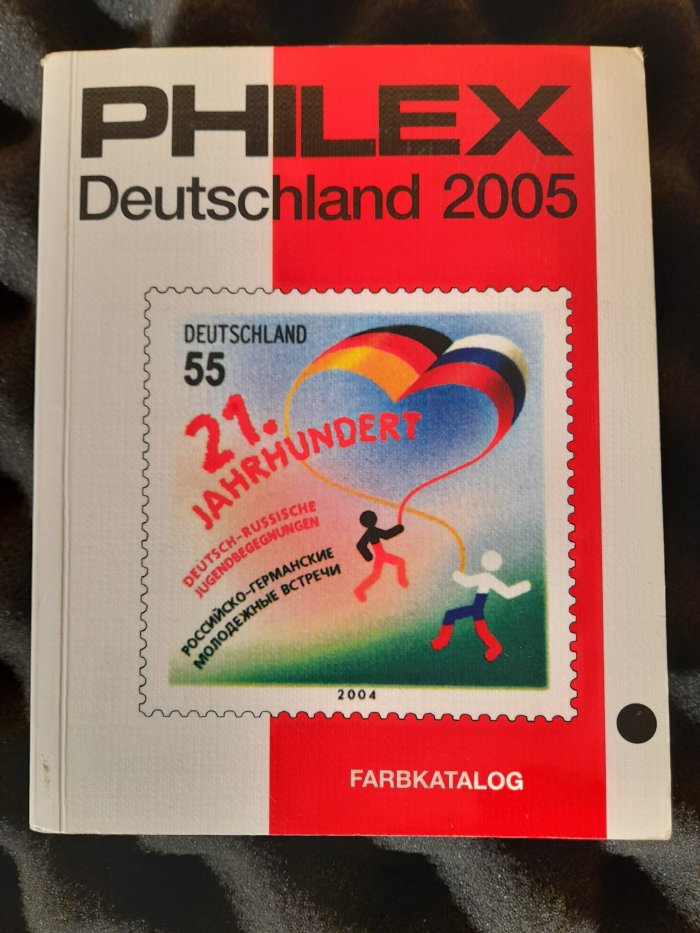 PHILEX
Deutschland 2005
DEUTSCHLAND
55
21.
JAHRHUNDERT
DEUTSCH-RUSSISCHE
JUGENDBEGEGNUNGEN
РОССИЙСКО-ГЕРМАНСКИЕ
МОЛОДЕЖНЫЕ ВСТРЕЧИ
2004
FARBKATALOG